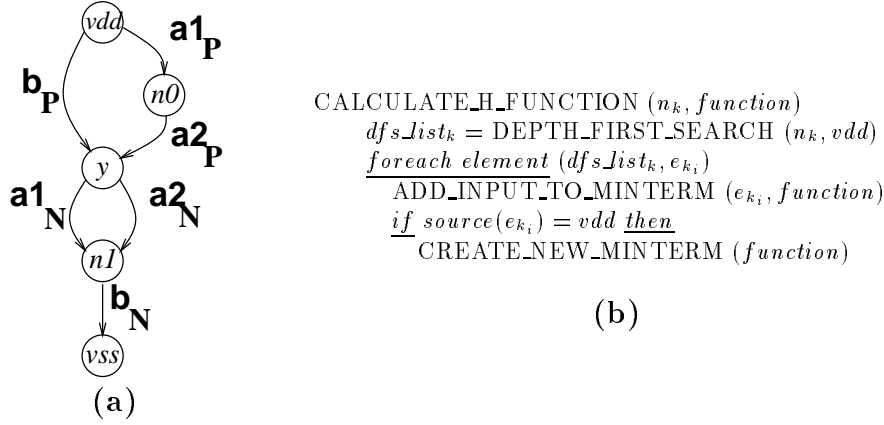 vdd
a1P
bP
n0
a2P
y
a1N
a2N
n1
bN
vss
(a)
CALCULATE_H_FUNCTION (nk, function)
dfs_listk = DEPTH_FIRST_SEARCH (nk, vdd)
foreach element (dfs_listk, eki)
ADD_INPUT_TO_MINTERM (eki, function)
if source(eki) = vdd then
CREATE_NEW_MINTERM (function)
(b)